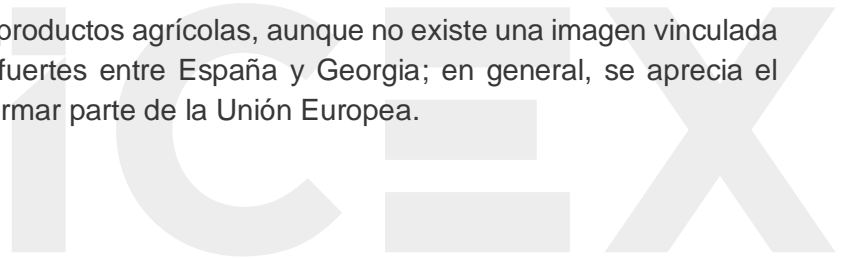 productos agrícolas, aunque no existe una imagen vinculada
fuertes entre España y Georgia; en general, se aprecia el
rmar parte de la Unión Europea.
iCEX